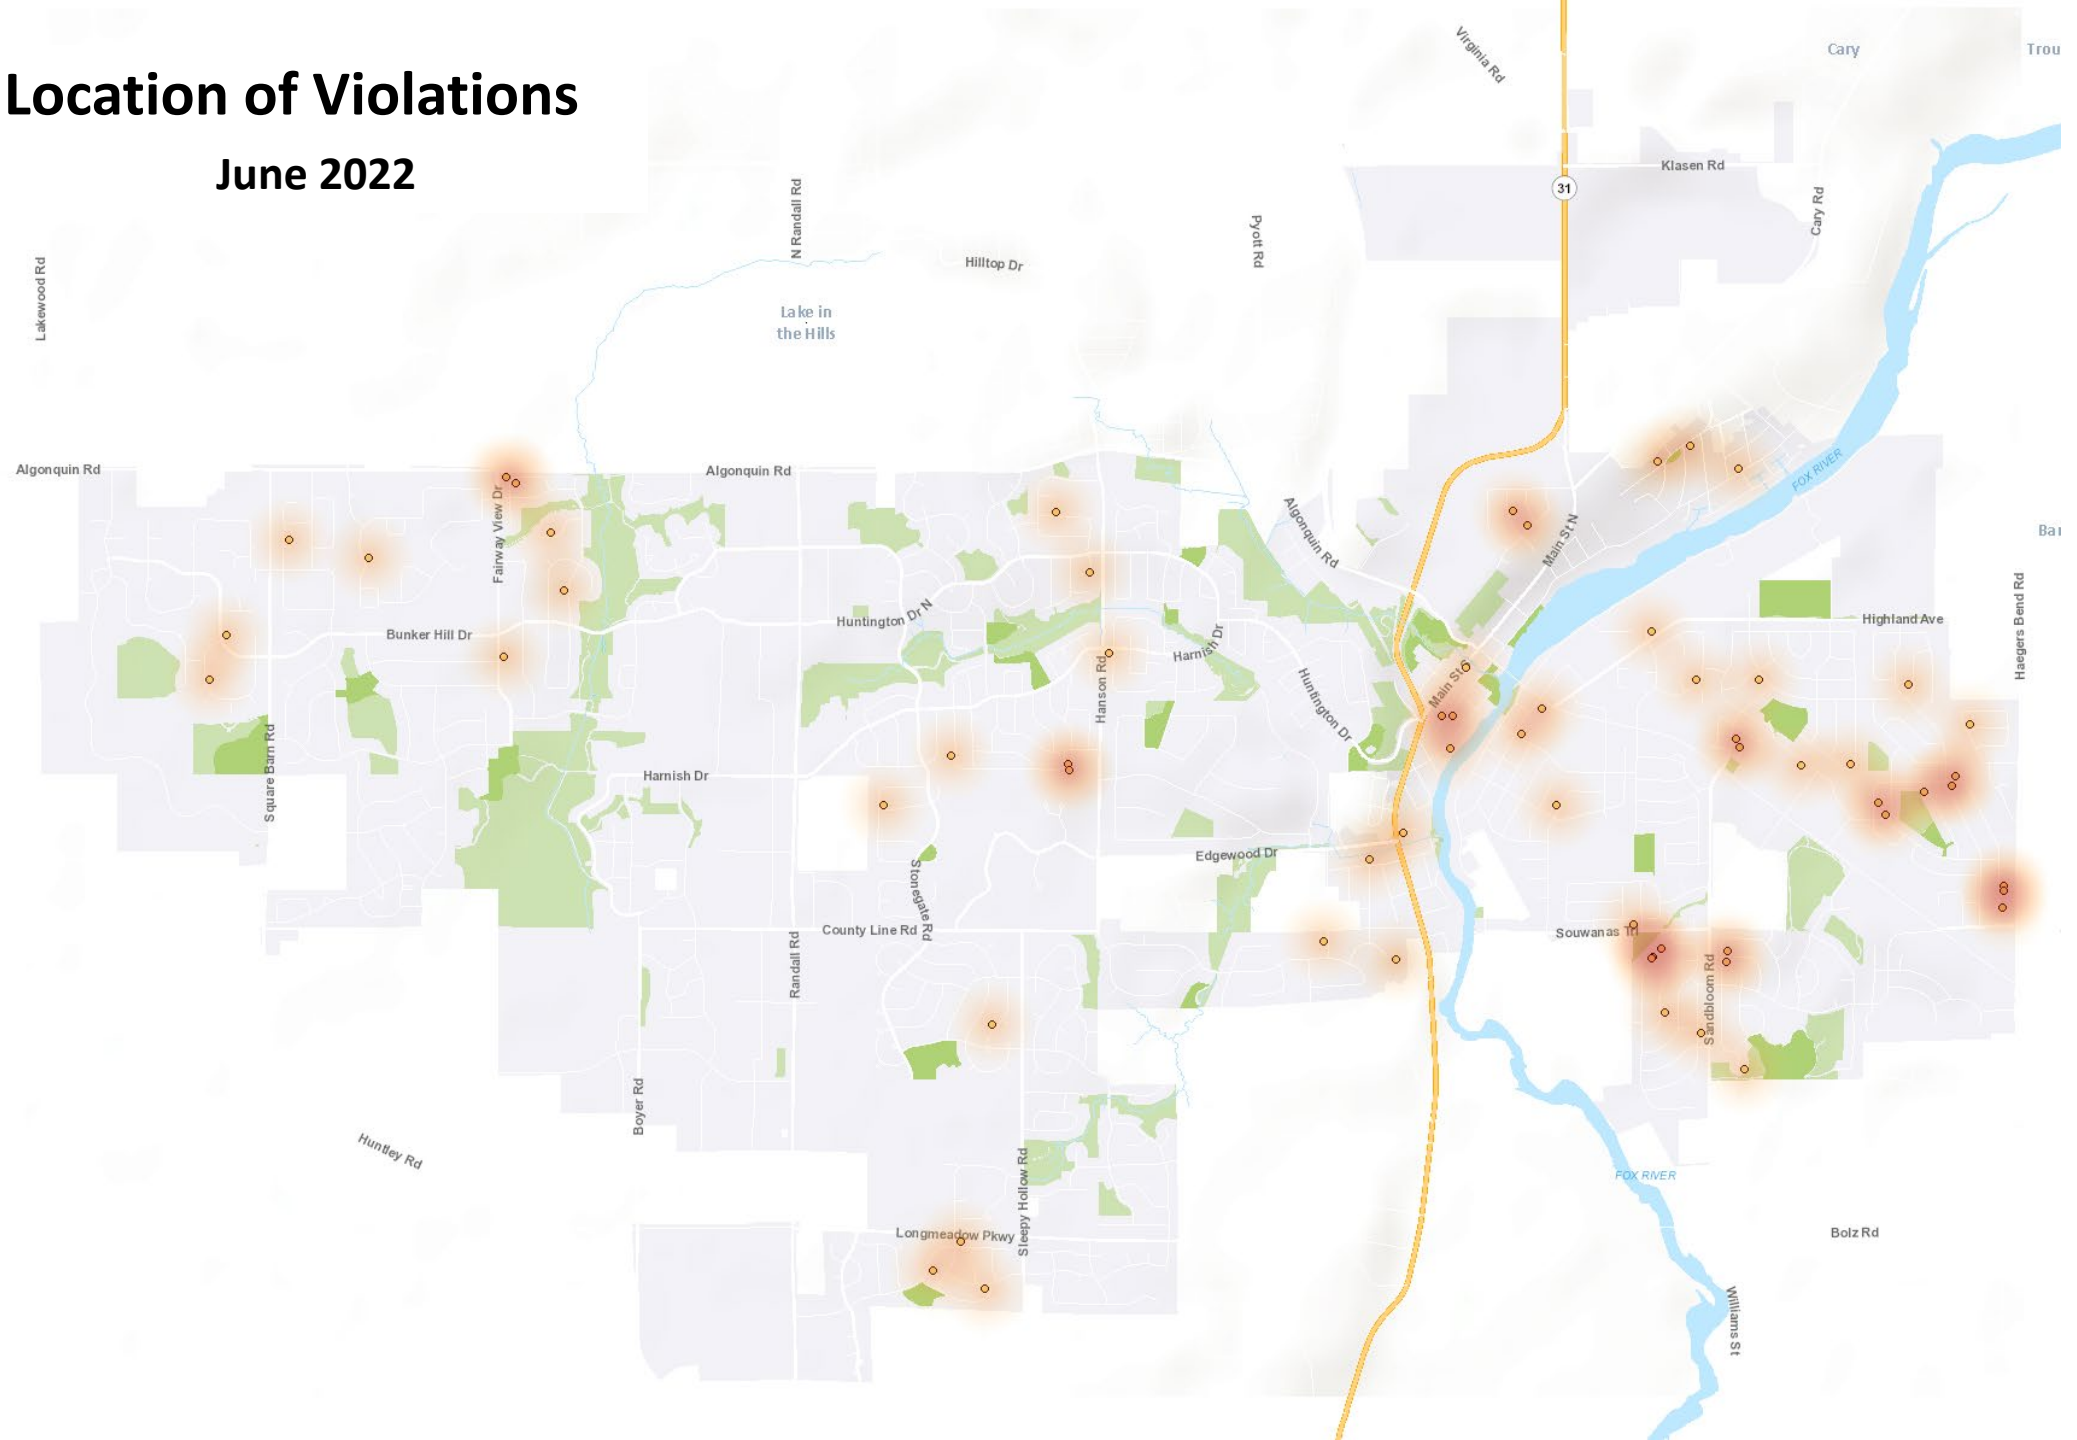 Location of Violations
June 2022
Virginia Rd
Cary
Trou
Klasen Rd
31
Cary Rd
N Randall Rd
Pyott Rd
Hilltop Dr
Lakewood Rd
Lake in
the Hills
Algonquin Rd
Algonquin Rd
FOX RIVER
Fairway View Dr
Algonquin Rd
Main St N
Bar
Haegers Bend Rd
Huntington Dr N
Highland Ave
Bunker Hill Dr
Harnish Dr
Hanson Rd
Main St S
Huntington Dr
Square Barn Rd
Harnish Dr
Edgewood Dr
Stonegate Rd
County Line Rd
Souwanas Trl
Randall Rd
Sandbloom Rd
Boyer Rd
Huntley Rd
Sleepy Hollow Rd
FOX RIVER
Longmeadow Pkwy
Bolz Rd
Williams St